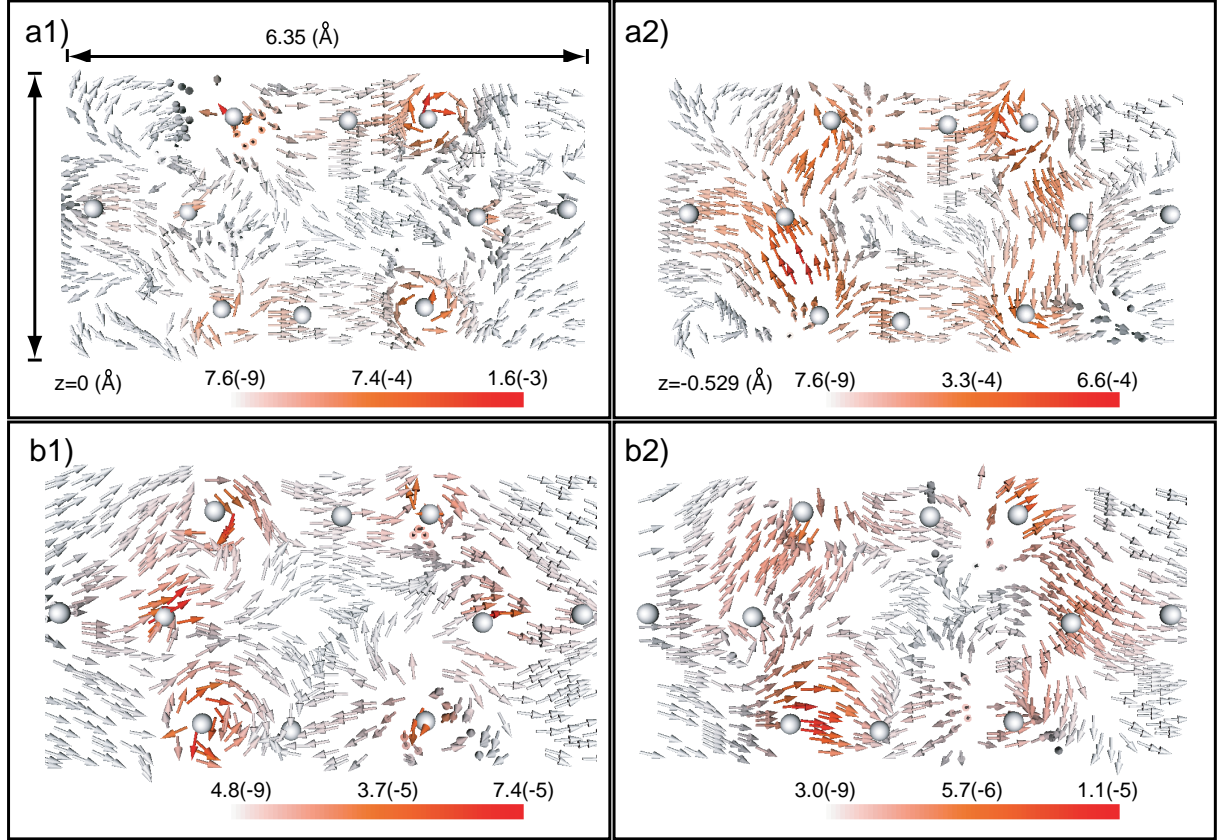 a1)
6.35 (Å)
z=0 (Å)
7.6(-9)
7.4(-4)
1.6(-3)
a2)
z=-0.529 (Å)
7.6(-9)
3.3(-4)
6.6(-4)
b1)
4.8(-9)
3.7(-5)
7.4(-5)
b2)
3.0(-9)
5.7(-6)
1.1(-5)